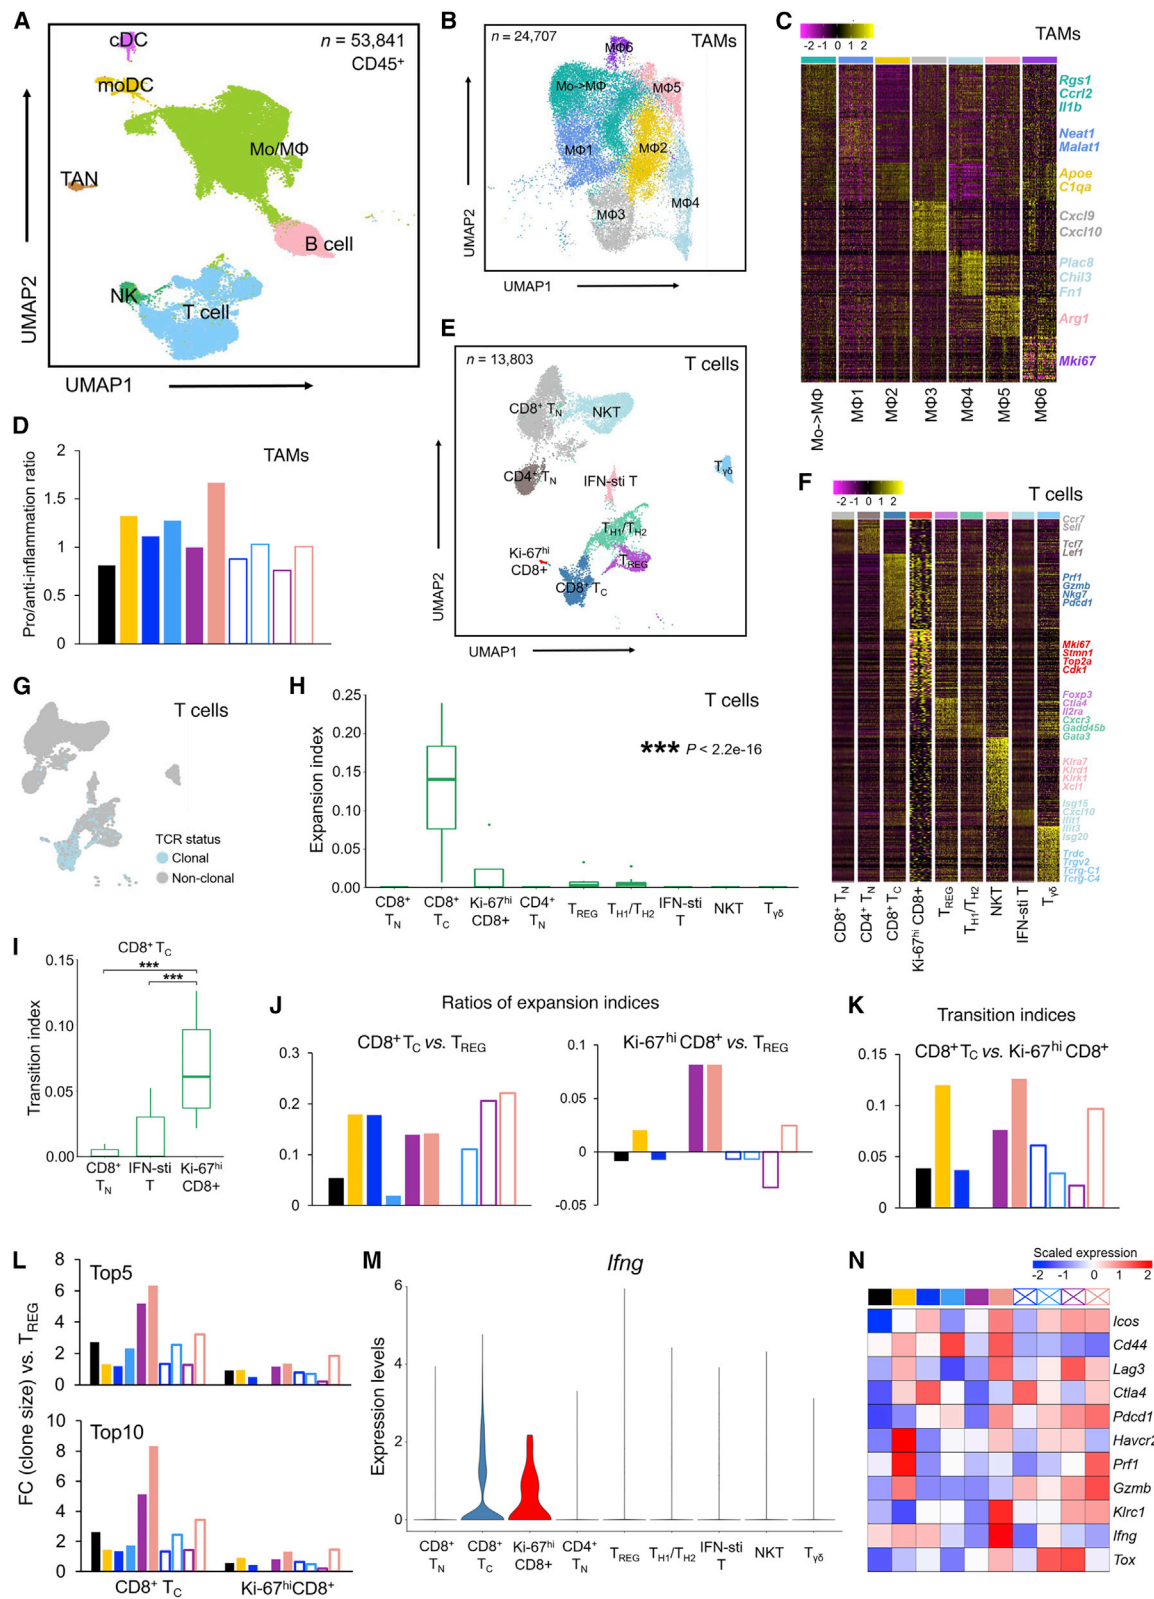 A
n = 53,841
CD45+
cDC
moDC
Mo/MΦ
TAN
B cell
NK
T cell
UMAP2
UMAP1
B
n = 24,707
TAMs
MΦ6
Mo->MΦ
MΦ5
MΦ1
MΦ2
MΦ3
MΦ4
UMAP2
UMAP1
C
TAMs
-2 -1 0 1 2
Rgs1
Ccrl2
Il1b
Neat1
Malat1
Apoe
C1qa
Cxcl9
Cxcl10
Plac8
Chil3
Fn1
Arg1
Mki67
Mo->MΦ
MΦ1
MΦ2
MΦ3
MΦ4
MΦ5
MΦ6
D
TAMs
Pro/anti-inflammation ratio
2
1.5
1
0.5
0
E
n = 13,803
T cells
CD8+ TN
NKT
CD4+ TN
IFN-sti T
Tγδ
TH1/TH2
Ki-67hi
CD8+
TREG
CD8+ TC
UMAP2
UMAP1
F
T cells
-2 -1 0 1 2
Ccr7
Sell
Tcf7
Lef1
Prf1
Gzmb
Nkg7
Pdcd1
Mki67
Stmn1
Top2a
Cdk1
Foxp3
Ctla4
Il2ra
Cxcr3
Gadd45b
Gata3
Klra7
Klrd1
Klrk1
Xcl1
Isg15
Cxcl10
Ifit1
Ifit3
Isg20
Trdc
Trgv2
Tcrg-C1
Tcrg-C4
CD8+ TN
CD4+ TN
CD8+ TC
Ki-67hi CD8+
TREG
TH1/TH2
NKT
IFN-sti T
Tγδ
G
T cells
TCR status
Clonal
Non-clonal
H
T cells
*** P < 2.2e-16
Expansion index
0.25
0.20
0.15
0.10
0.05
0.00
CD8+ TN
CD8+ TC
Ki-67hi CD8+
CD4+ TN
TREG
TH1/TH2
IFN-sti T
NKT
Tγδ
I
CD8+ TC
***
***
Transition index
0.15
0.10
0.05
0.00
CD8+ TN
IFN-sti T
Ki-67hi CD8+
J
Ratios of expansion indices
CD8+ TC vs. TREG
0.3
0.2
0.1
0
Ki-67hi CD8+ vs. TREG
0.1
0.05
0
-0.05
K
Transition indices
CD8+ TC vs. Ki-67hi CD8+
0.15
0.1
0.05
0
L
FC (clone size) vs. TREG
Top5
8
6
4
2
0
Top10
10
8
6
4
2
0
CD8+ TC
Ki-67hiCD8+
M
Ifng
Expression levels
6
4
2
0
CD8+ TN
CD8+ TC
Ki-67hi CD8+
CD4+ TN
TREG
TH1/TH2
IFN-sti T
NKT
Tγδ
N
Scaled expression
-2 -1 0 1 2
Icos
Cd44
Lag3
Ctla4
Pdcd1
Havcr2
Prf1
Gzmb
Klrc1
Ifng
Tox